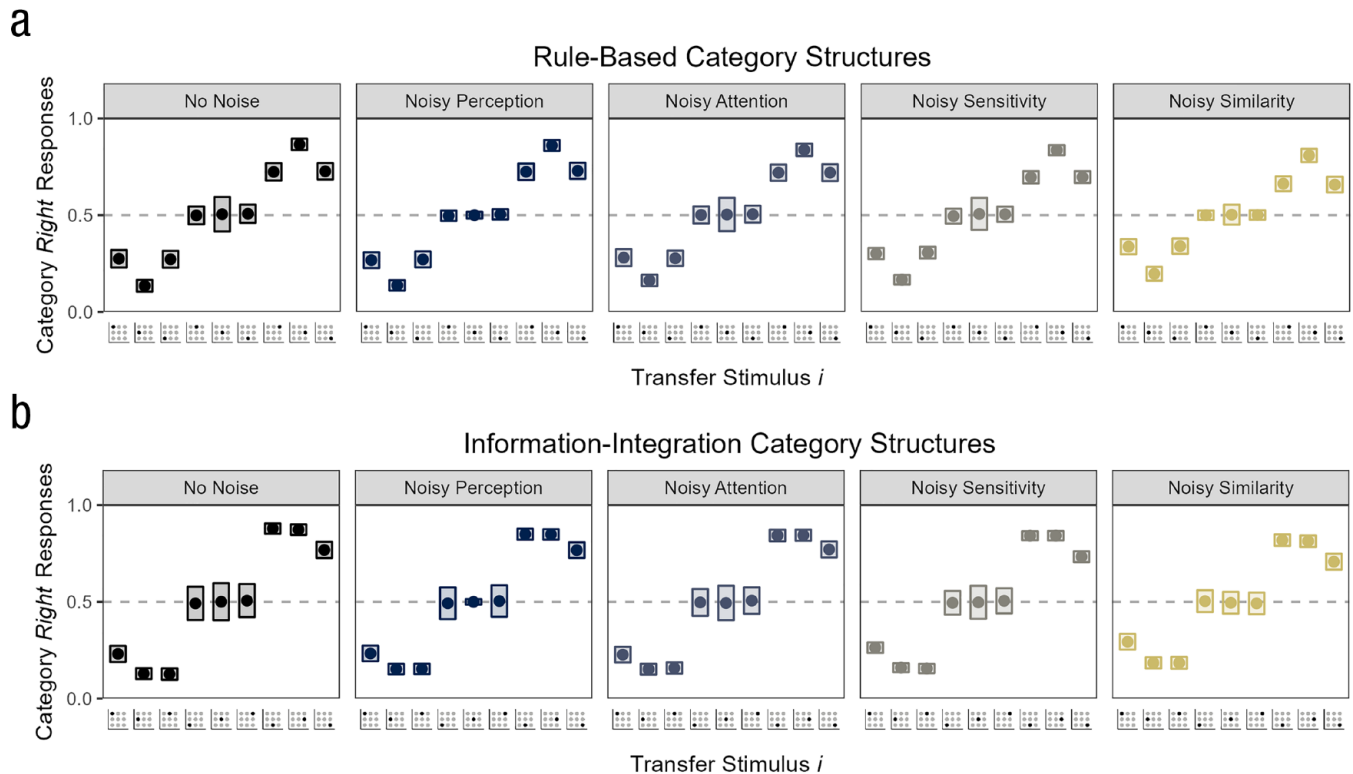 a
Rule-Based Category Structures
No Noise
Noisy Perception
Noisy Attention
Noisy Sensitivity
Noisy Similarity
Category Right Responses
1.0
0.5
0.0
Transfer Stimulus i
b
Information-Integration Category Structures
No Noise
Noisy Perception
Noisy Attention
Noisy Sensitivity
Noisy Similarity
Category Right Responses
1.0
0.5
0.0
Transfer Stimulus i